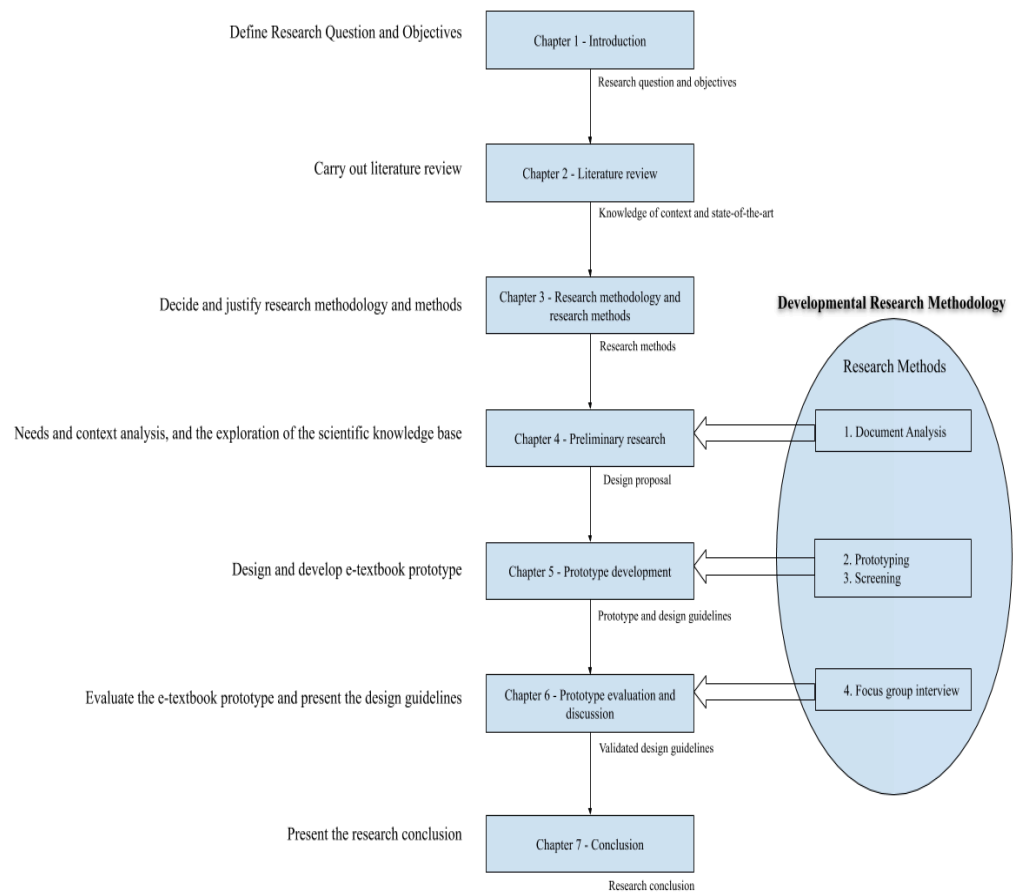 Define Research Question and Objectives
Chapter 1 - Introduction
Research question and objectives
Carry out literature review
Chapter 2 - Literature review
Knowledge of context and state-of-the-art
Decide and justify research methodology and methods
Chapter 3 - Research methodology and
research methods
Research methods
Developmental Research Methodology
Research Methods
Needs and context analysis, and the exploration of the scientific knowledge base
Chapter 4 - Preliminary research
1. Document Analysis
Design proposal
Design and develop e-textbook prototype
Chapter 5 - Prototype development
2. Prototyping
3. Screening
Prototype and design guidelines
Evaluate the e-textbook prototype and present the design guidelines
Chapter 6 - Prototype evaluation and
discussion
4. Focus group interview
Validated design guidelines
Present the research conclusion
Chapter 7 - Conclusion
Research conclusion